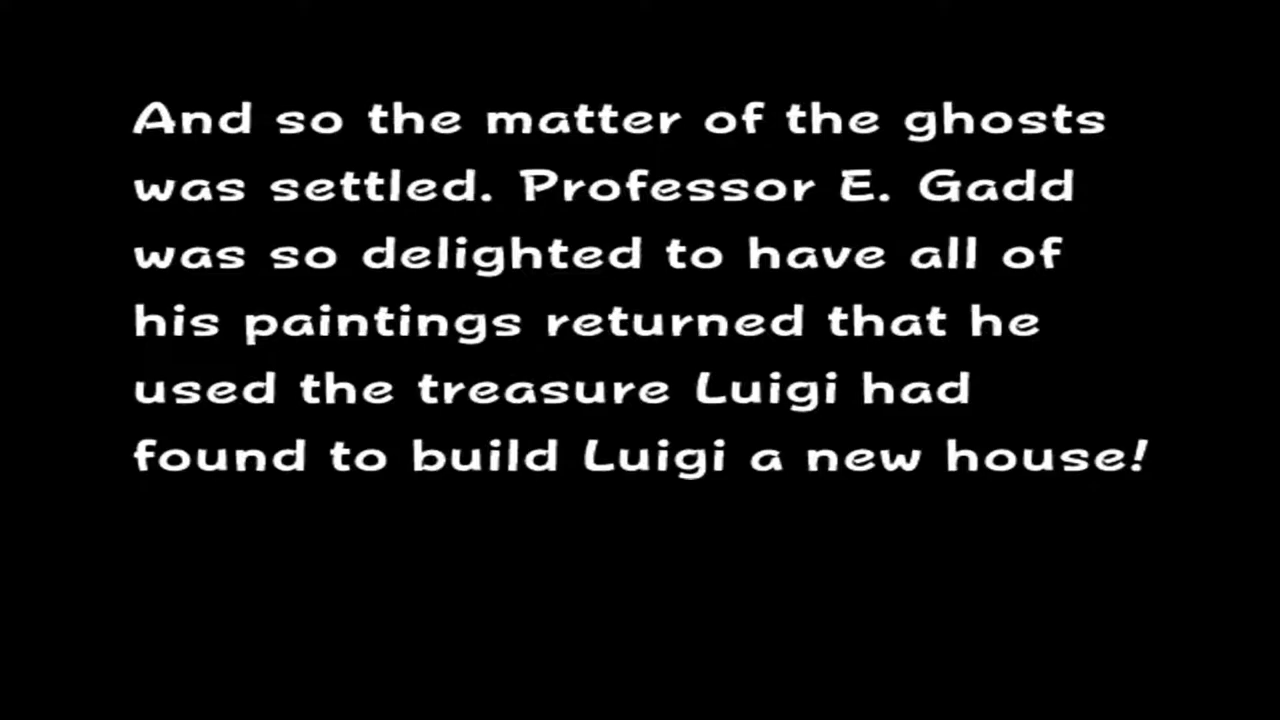 And so the matter of the ghosts
was settled. Professor E. Gadd
was so delighted to have all of
his paintings returned that he
used the treasure Luigi had
found to build Luigi a new house!